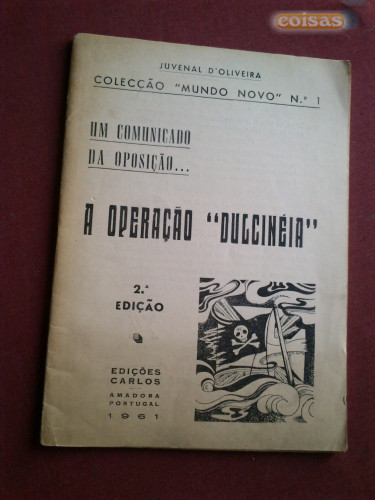 coisas
JUVENAL D'OLIVEIRA
COLECÇÃO "MUNDO NOVO" N.º 1
UM COMUNICADO
DA OPOSIÇÃO...
A OPERAÇÃO "DULCINÉIA"
2.ª
EDIÇÃO
EDIÇÕES
CARLOS
AMADORA
PORTUGAL
1961